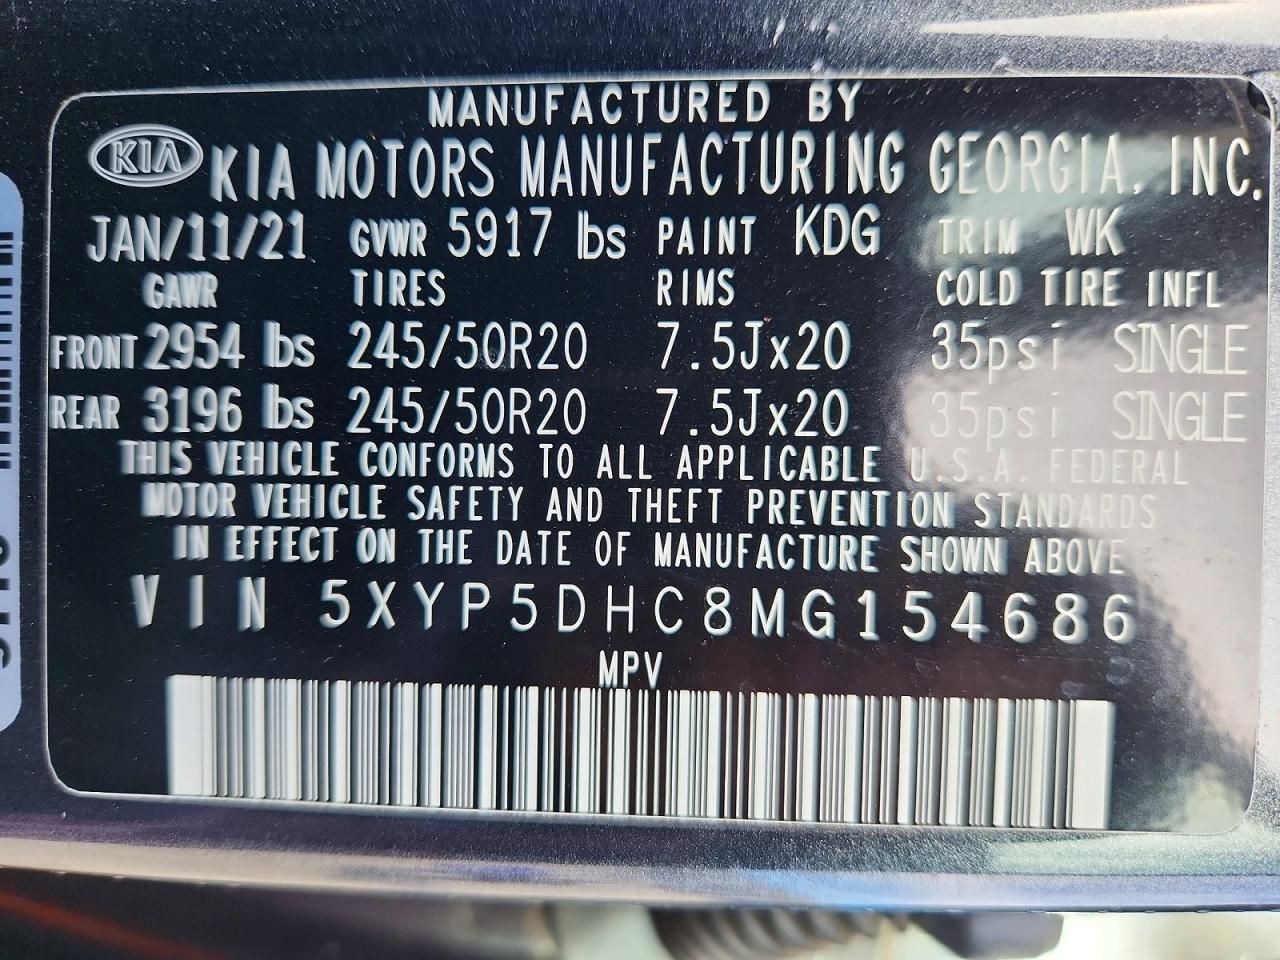 MANUFACTURED BY
KIA KIA MOTORS MANUFACTURING GEORGIA, INC.
JAN/11/21 GVWR 5917 lbs PAINT KDG TRIM WK
GAWR TIRES RIMS COLD TIRE INFL
FRONT 2954 lbs 245/50R20 7.5Jx20 35psi SINGLE
REAR 3196 lbs 245/50R20 7.5Jx20 35psi SINGLE
THIS VEHICLE CONFORMS TO ALL APPLICABLE U.S.A. FEDERAL
MOTOR VEHICLE SAFETY AND THEFT PREVENTION STANDARDS
IN EFFECT ON THE DATE OF MANUFACTURE SHOWN ABOVE
VIN 5XYP5DHC8MG154686
MPV